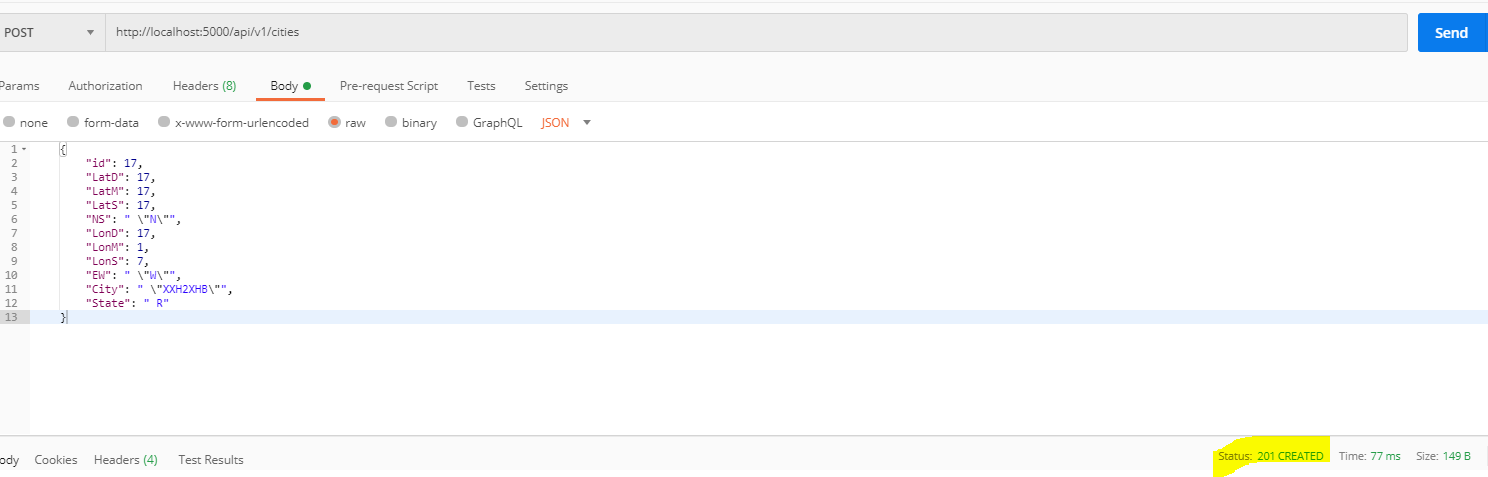 POST http://localhost:5000/api/v1/cities Send
Params Authorization Headers (8) Body Pre-request Script Tests Settings
none form-data x-www-form-urlencoded raw binary GraphQL JSON
1 {
2 "id": 17,
3 "LatD": 17,
4 "LatM": 17,
5 "LatS": 17,
6 "NS": " \"N\"",
7 "LonD": 17,
8 "LonM": 1,
9 "LonS": 7,
10 "EW": " \"W\"",
11 "City": " \"XXH2XHB\"",
12 "State": " R"
13 }
ody Cookies Headers (4) Test Results Status: 201 CREATED Time: 77 ms Size: 149 B